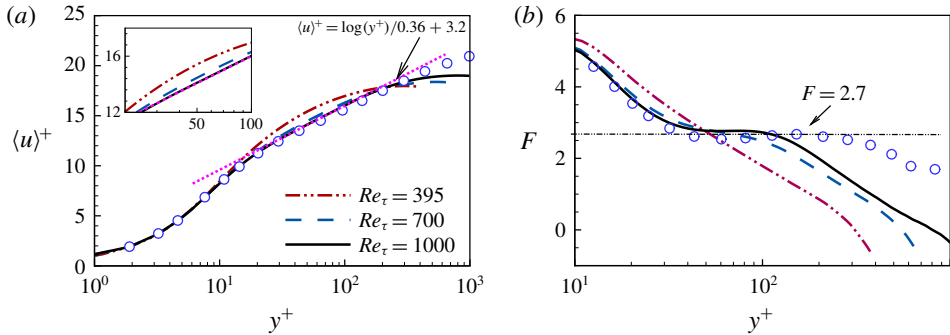 (a)
25
20
15
10
5
0
⟨u⟩⁺
10⁰
10¹
10²
10³
y⁺
16
12
50
100
⟨u⟩⁺ = log(y⁺)/0.36 + 3.2
Re_τ = 395
Re_τ = 700
Re_τ = 1000
(b)
6
4
2
0
F
10¹
10²
y⁺
F = 2.7